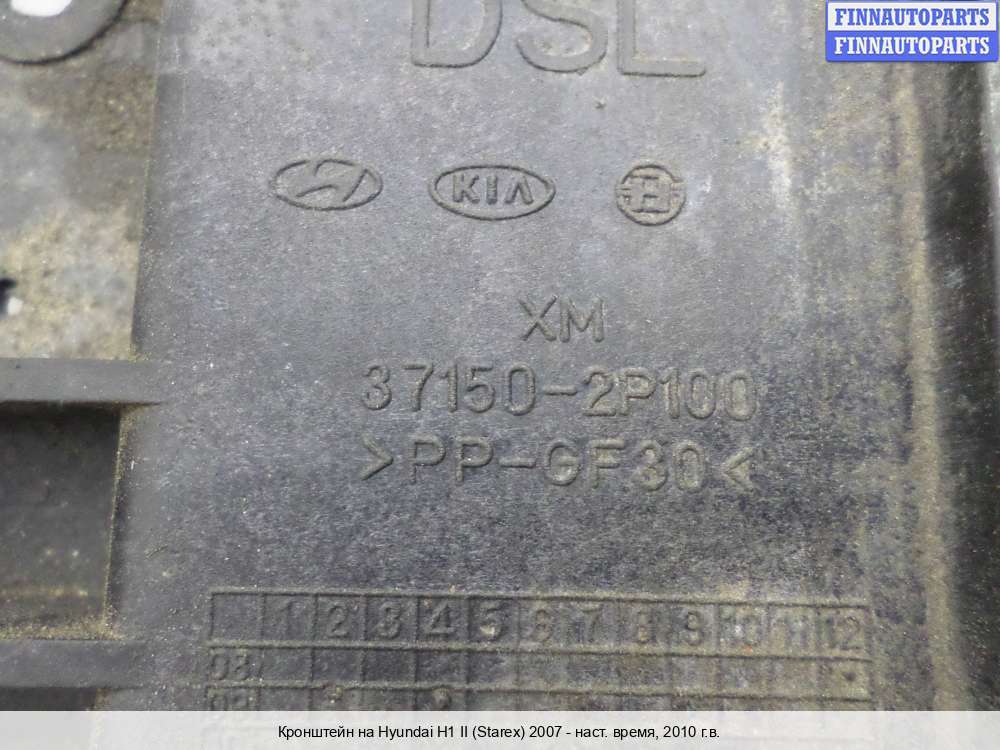 DSL
FINNAUTOPARTS
FINNAUTOPARTS
KIA
XM
37150-2P100
>PP-GF30<
1 2 3 4 5 6 7 8 9 10 11 12
08
Кронштейн на Hyundai H1 II (Starex) 2007 - наст. время, 2010 г.в.